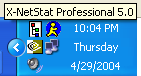 X-NetStat Professional 5.0
10:04 PM
Thursday
4/29/2004